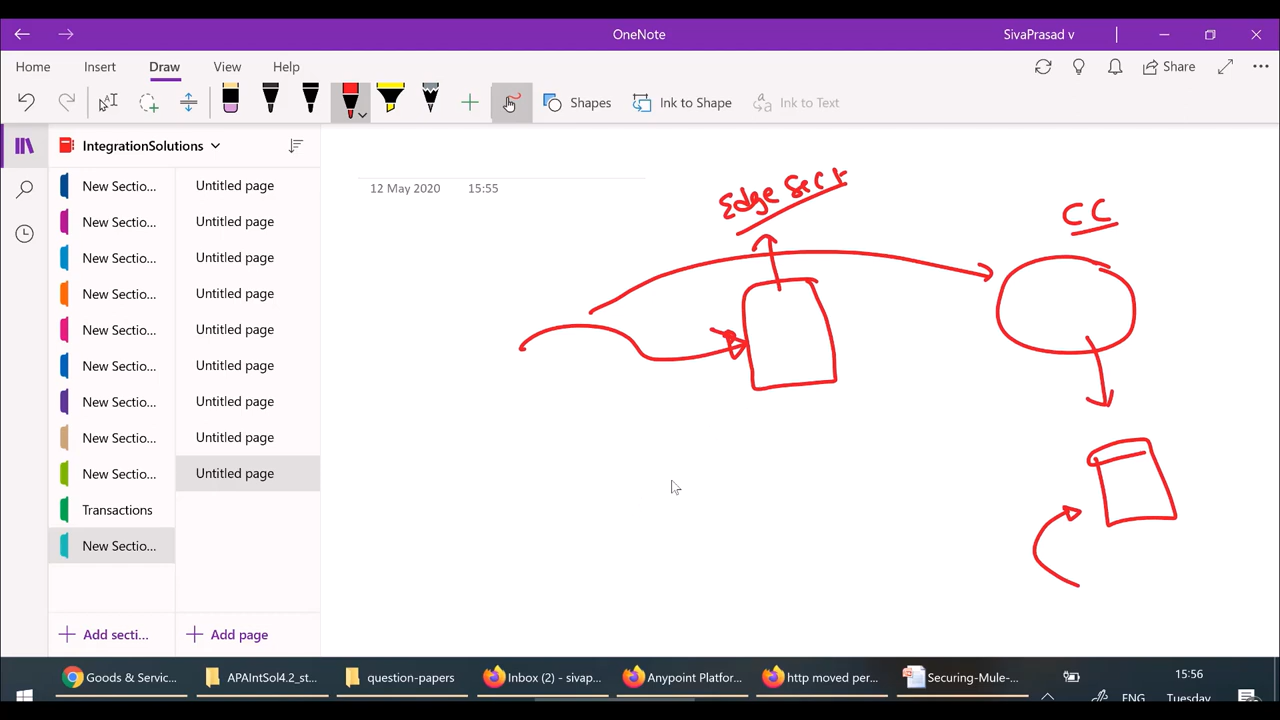 OneNote
SivaPrasad v
Home
Insert
Draw
View
Help
Share
Shapes
Ink to Shape
Ink to Text
IntegrationSolutions
New Sectio...
New Sectio...
New Sectio...
New Sectio...
New Sectio...
New Sectio...
New Sectio...
New Sectio...
New Sectio...
Transactions
New Sectio...
Add secti...
Untitled page
Untitled page
Untitled page
Untitled page
Untitled page
Untitled page
Untitled page
Untitled page
Untitled page
Add page
12 May 2020 15:55
Edge Sect
CC
Goods & Servic...
APAIntSol4.2_st...
question-papers
Inbox (2) - sivap...
Anypoint Platfor...
http moved per...
Securing-Mule-...
ENG
15:56
Tuesday